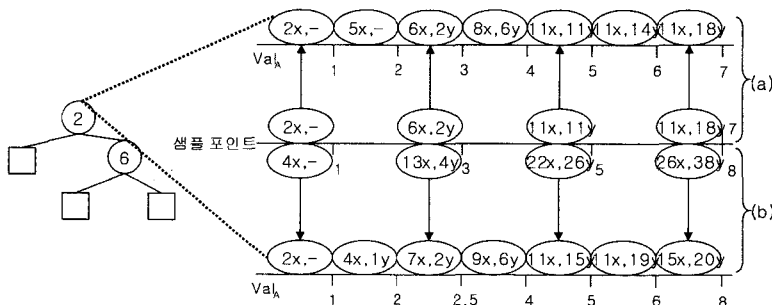 2x,- 5x,- 6x,2y 8x,6y 11x,11y 11x,14y 11x,18y
Val_A 1 2 3 4 5 6 7
(a)
2
6
샘플 포인트
2x,- 6x,2y 11x,11y 11x,18y 7
4x,- 1 13x,4y 3 22x,26y 5 26x,38y 8
(b)
2x,- 4x,1y 7x,2y 9x,6y 11x,15y 11x,19y 15x,20y
Val_A 1 2 2,5 4 5 6 8